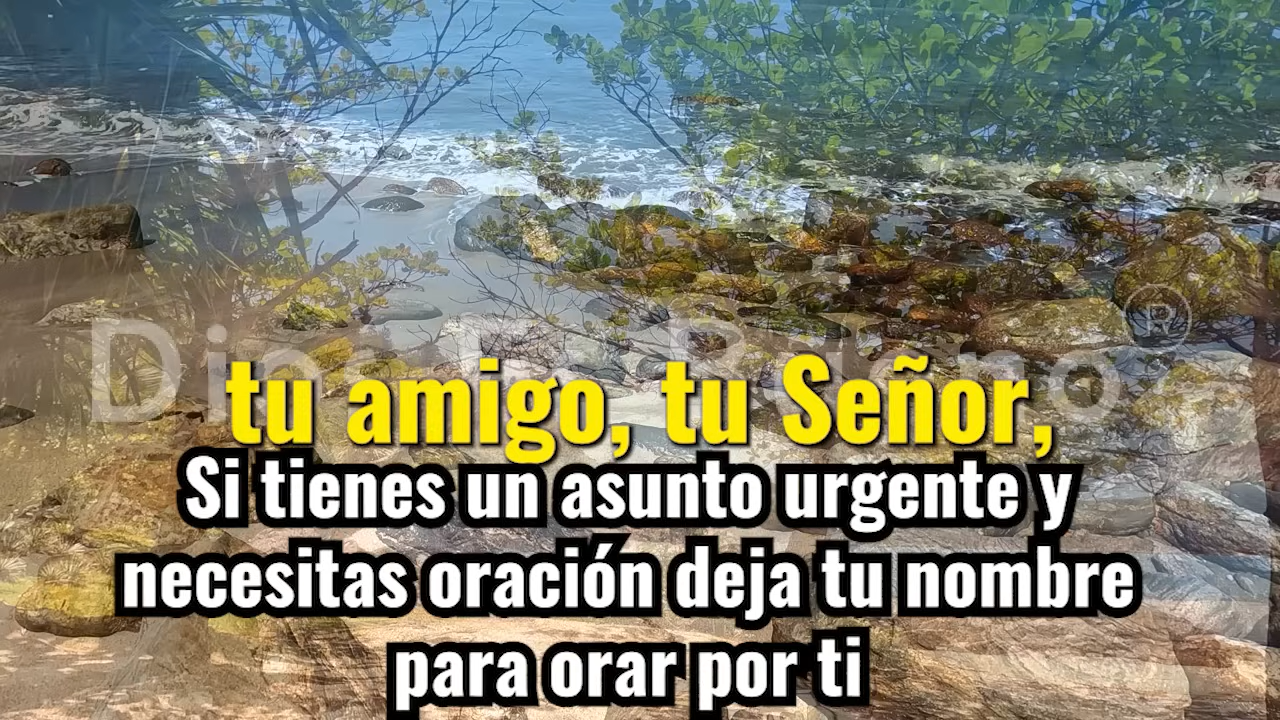 ®
tu amigo, tu Señor,
Si tienes un asunto urgente y
necesitas oración deja tu nombre
para orar por ti